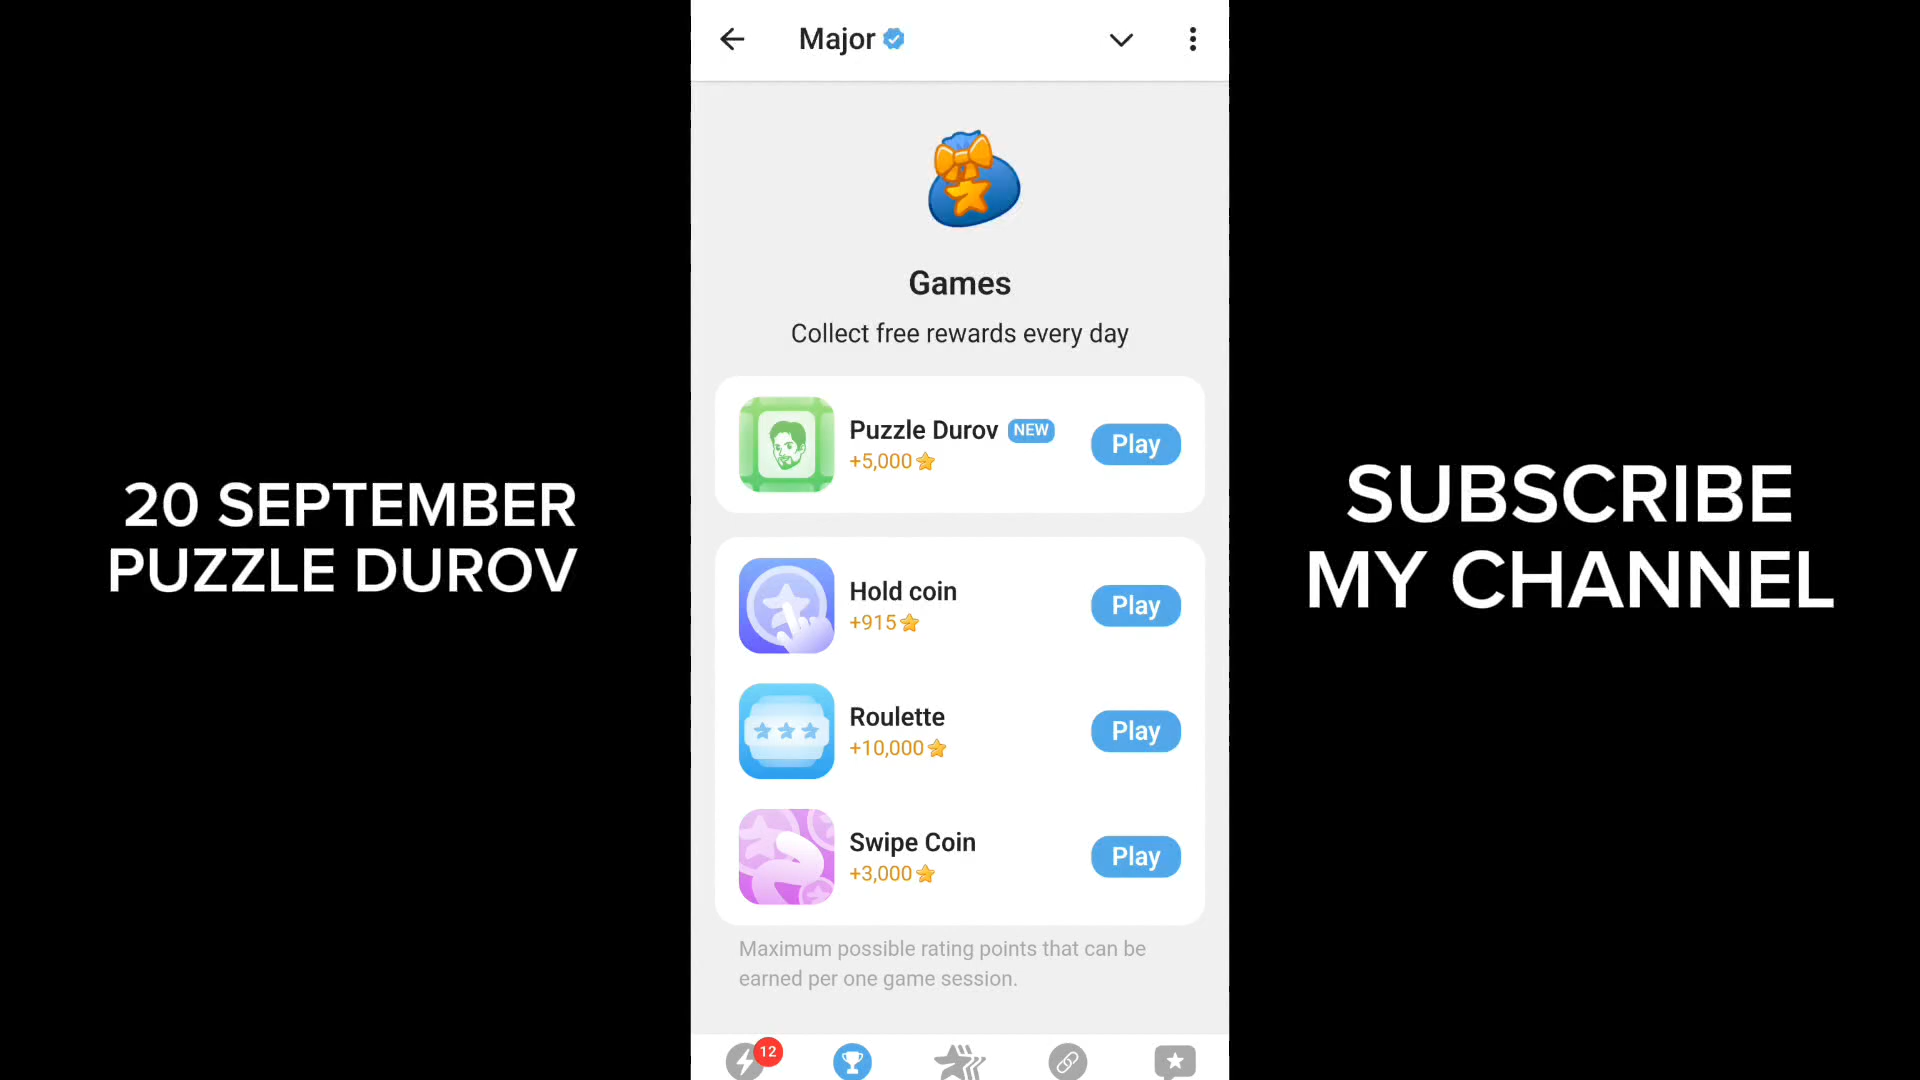 Major
Games
Collect free rewards every day
Puzzle Durov NEW
+5,000
Play
Hold coin
+915
Play
Roulette
+10,000
Play
Swipe Coin
+3,000
Play
Maximum possible rating points that can be
earned per one game session.
12
20 SEPTEMBER
PUZZLE DUROV
SUBSCRIBE
MY CHANNEL